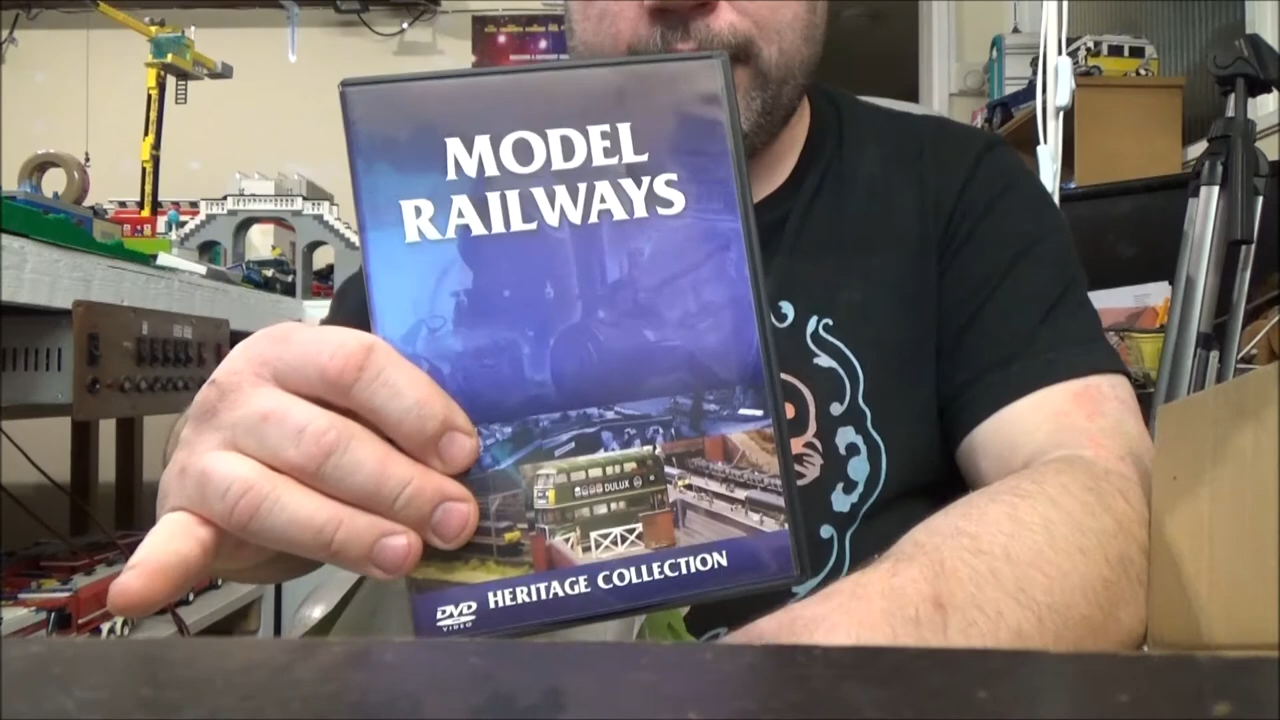 MODEL
RAILWAYS
DULUX
DVD
VIDEO
HERITAGE COLLECTION